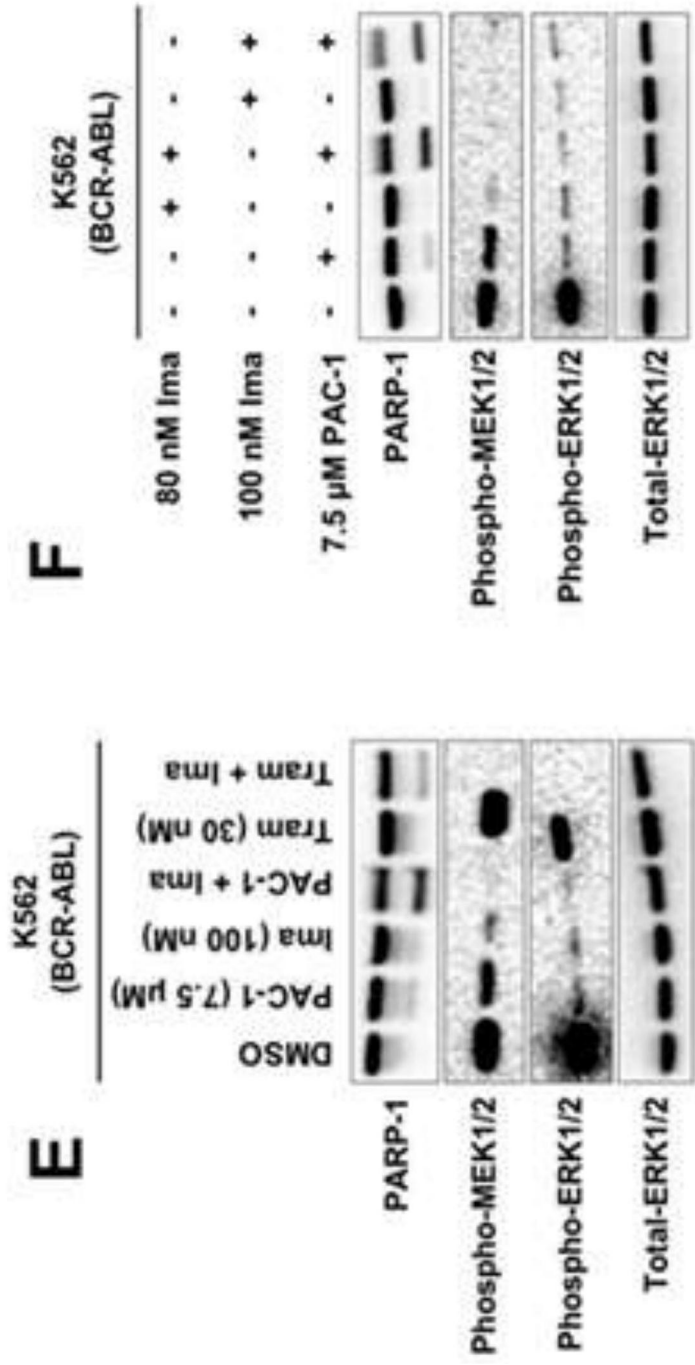 E
K562
(BCR-ABL)
DMSO
PAC-1 (7.5 µM)
Ima (100 nM)
PAC-1 + Ima
Tram (30 nM)
Tram + Ima
PARP-1
Phospho-MEK1/2
Phospho-ERK1/2
Total-ERK1/2
F
K562
(BCR-ABL)
80 nM Ima - - + + - -
100 nM Ima - - - - + +
7.5 µM PAC-1 - + - + - +
PARP-1
Phospho-MEK1/2
Phospho-ERK1/2
Total-ERK1/2